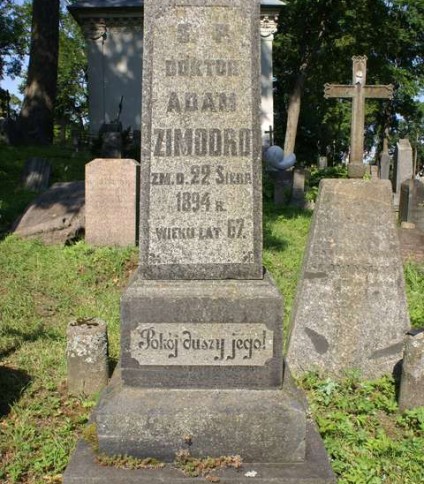 Ś. P.
DOKTOR
ADAM
ZIMODRO
ZM. D. 22 SIERP.
1894 R.
WIEKU LAT 67.
Pokój duszy jego!